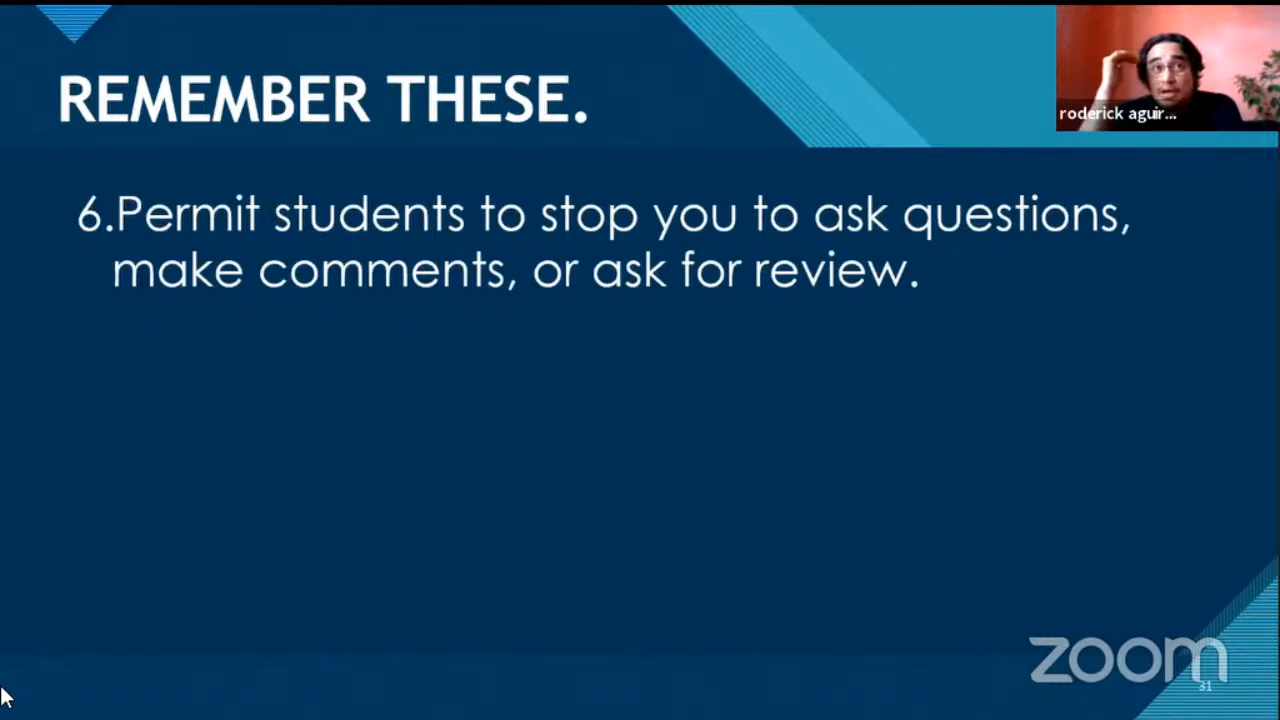 REMEMBER THESE.
roderick aguir...
6.Permit students to stop you to ask questions,
make comments, or ask for review.
zoom
31